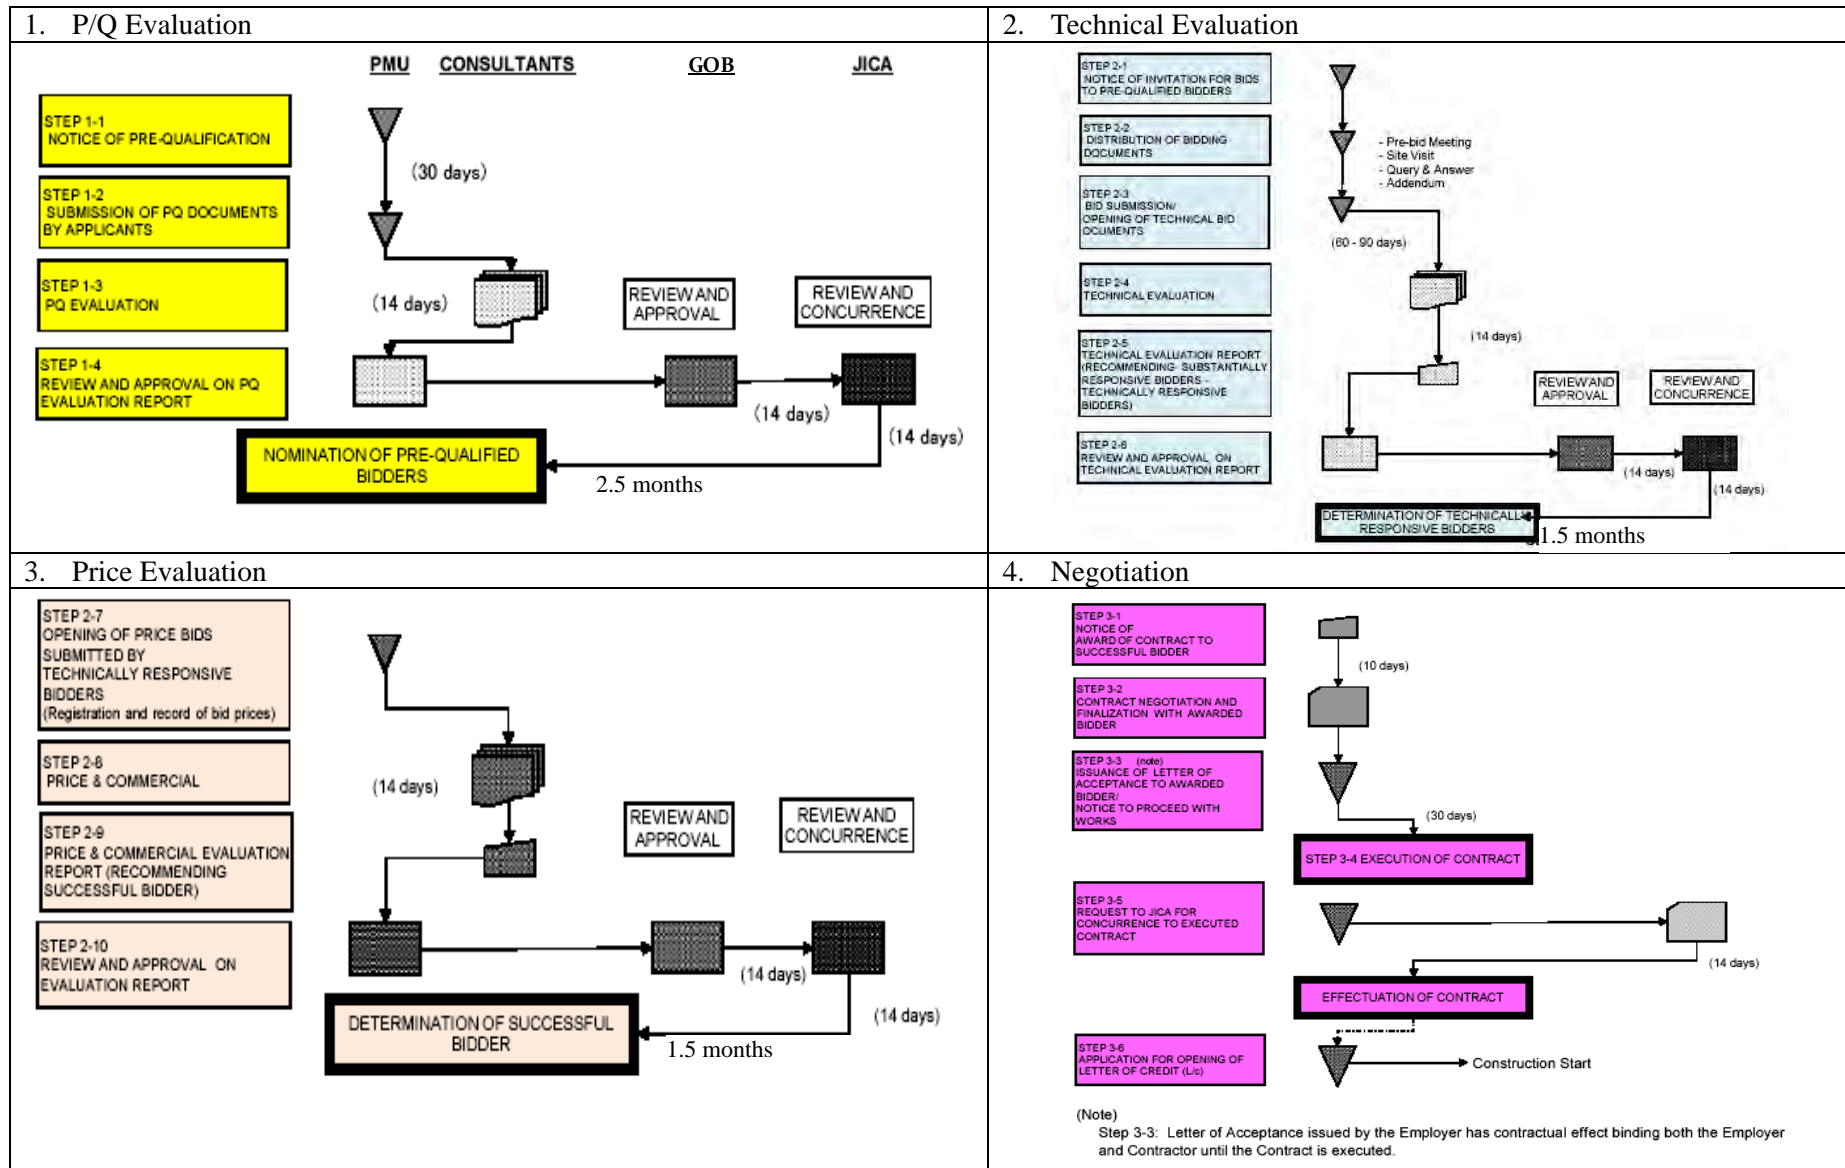 1. P/Q Evaluation
PMU CONSULTANTS GOB JICA
STEP 1-1
NOTICE OF PRE-QUALIFICATION
(30 days)
STEP 1-2
SUBMISSION OF PQ DOCUMENTS
BY APPLICANTS
STEP 1-3
PQ EVALUATION
(14 days)
REVIEW AND
APPROVAL
REVIEW AND
CONCURRENCE
STEP 1-4
REVIEW AND APPROVAL ON PQ
EVALUATION REPORT
(14 days)
(14 days)
NOMINATION OF PRE-QUALIFIED
BIDDERS
2.5 months
2. Technical Evaluation
STEP 2-1
NOTICE OF INVITATION FOR BIDS
TO PRE-QUALIFIED BIDDERS
STEP 2-2
DISTRIBUTION OF BIDDING
DOCUMENTS
- Pre-bid Meeting
- Site Visit
- Query & Answer
- Addendum
STEP 2-3
BID SUBMISSION/
OPENING OF TECHNICAL BID
OCUMENTS
(60 - 90 days)
STEP 2-4
TECHNICAL EVALUATION
(14 days)
STEP 2-5
TECHNICAL EVALUATION REPORT
(RECOMMENDING SUBSTANTIALLY
RESPONSIVE BIDDERS -
TECHNICALLY RESPONSIVE
BIDDERS)
REVIEW AND
APPROVAL
REVIEW AND
CONCURRENCE
STEP 2-6
REVIEW AND APPROVAL ON
TECHNICAL EVALUATION REPORT
(14 days)
(14 days)
DETERMINATION OF TECHNICALLY
RESPONSIVE BIDDERS
1.5 months
3. Price Evaluation
STEP 2-7
OPENING OF PRICE BIDS
SUBMITTED BY
TECHNICALLY RESPONSIVE
BIDDERS
(Registration and record of bid prices)
STEP 2-8
PRICE & COMMERCIAL
(14 days)
STEP 2-9
PRICE & COMMERCIAL EVALUATION
REPORT (RECOMMENDING
SUCCESSFUL BIDDER)
REVIEW AND
APPROVAL
REVIEW AND
CONCURRENCE
STEP 2-10
REVIEW AND APPROVAL ON
EVALUATION REPORT
(14 days)
(14 days)
DETERMINATION OF SUCCESSFUL
BIDDER
1.5 months
4. Negotiation
STEP 3-1
NOTICE OF
AWARD OF CONTRACT TO
SUCCESSFUL BIDDER
(10 days)
STEP 3-2
CONTRACT NEGOTIATION AND
FINALIZATION WITH AWARDED
BIDDER
STEP 3-3 (note)
ISSUANCE OF LETTER OF
ACCEPTANCE TO AWARDED
BIDDER/
NOTICE TO PROCEED WITH
WORKS
(30 days)
STEP 3-4 EXECUTION OF CONTRACT
STEP 3-5
REQUEST TO JICA FOR
CONCURRENCE TO EXECUTED
CONTRACT
(14 days)
EFFECTUATION OF CONTRACT
STEP 3-6
APPLICATION FOR OPENING OF
LETTER OF CREDIT (L/c)
Construction Start
(Note)
Step 3-3: Letter of Acceptance issued by the Employer has contractual effect binding both the Employer
and Contractor until the Contract is executed.